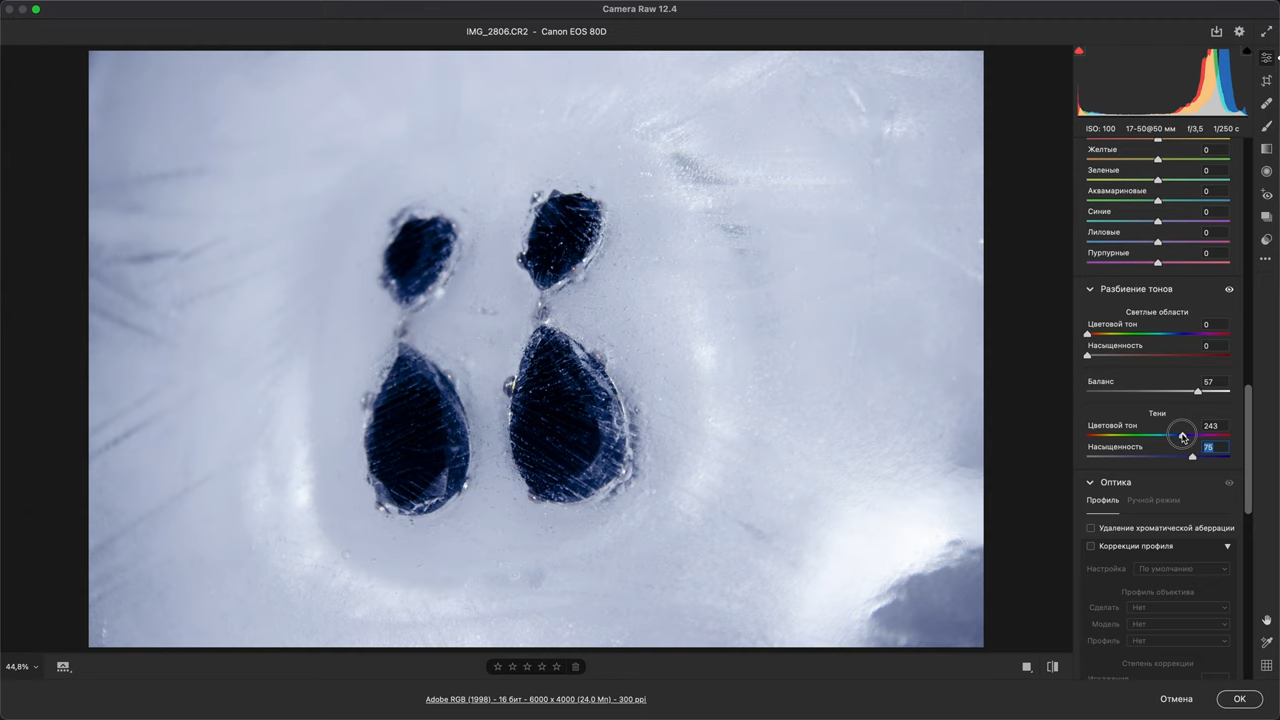 Camera Raw 12.4
IMG_2806.CR2 - Canon EOS 80D
ISO: 100 17-50@50 мм f/3,5 1/250 с
Желтые 0
Зеленые 0
Аквамариновые 0
Синие 0
Лиловые 0
Пурпурные 0
Разбиение тонов
Светлые области
Цветовой тон 0
Насыщенность 0
Баланс 57
Тени
Цветовой тон 243
Насыщенность 75
Оптика
Профиль Ручной режим
Удаление хроматической аберрации
Коррекции профиля
Настройка По умолчанию
Профиль объектива
Сделать Нет
Модель Нет
Профиль Нет
Степень коррекции
44,8%
Adobe RGB (1998) - 16 бит - 6000 x 4000 (24,0 Мп) - 300 ppi
Отмена OK